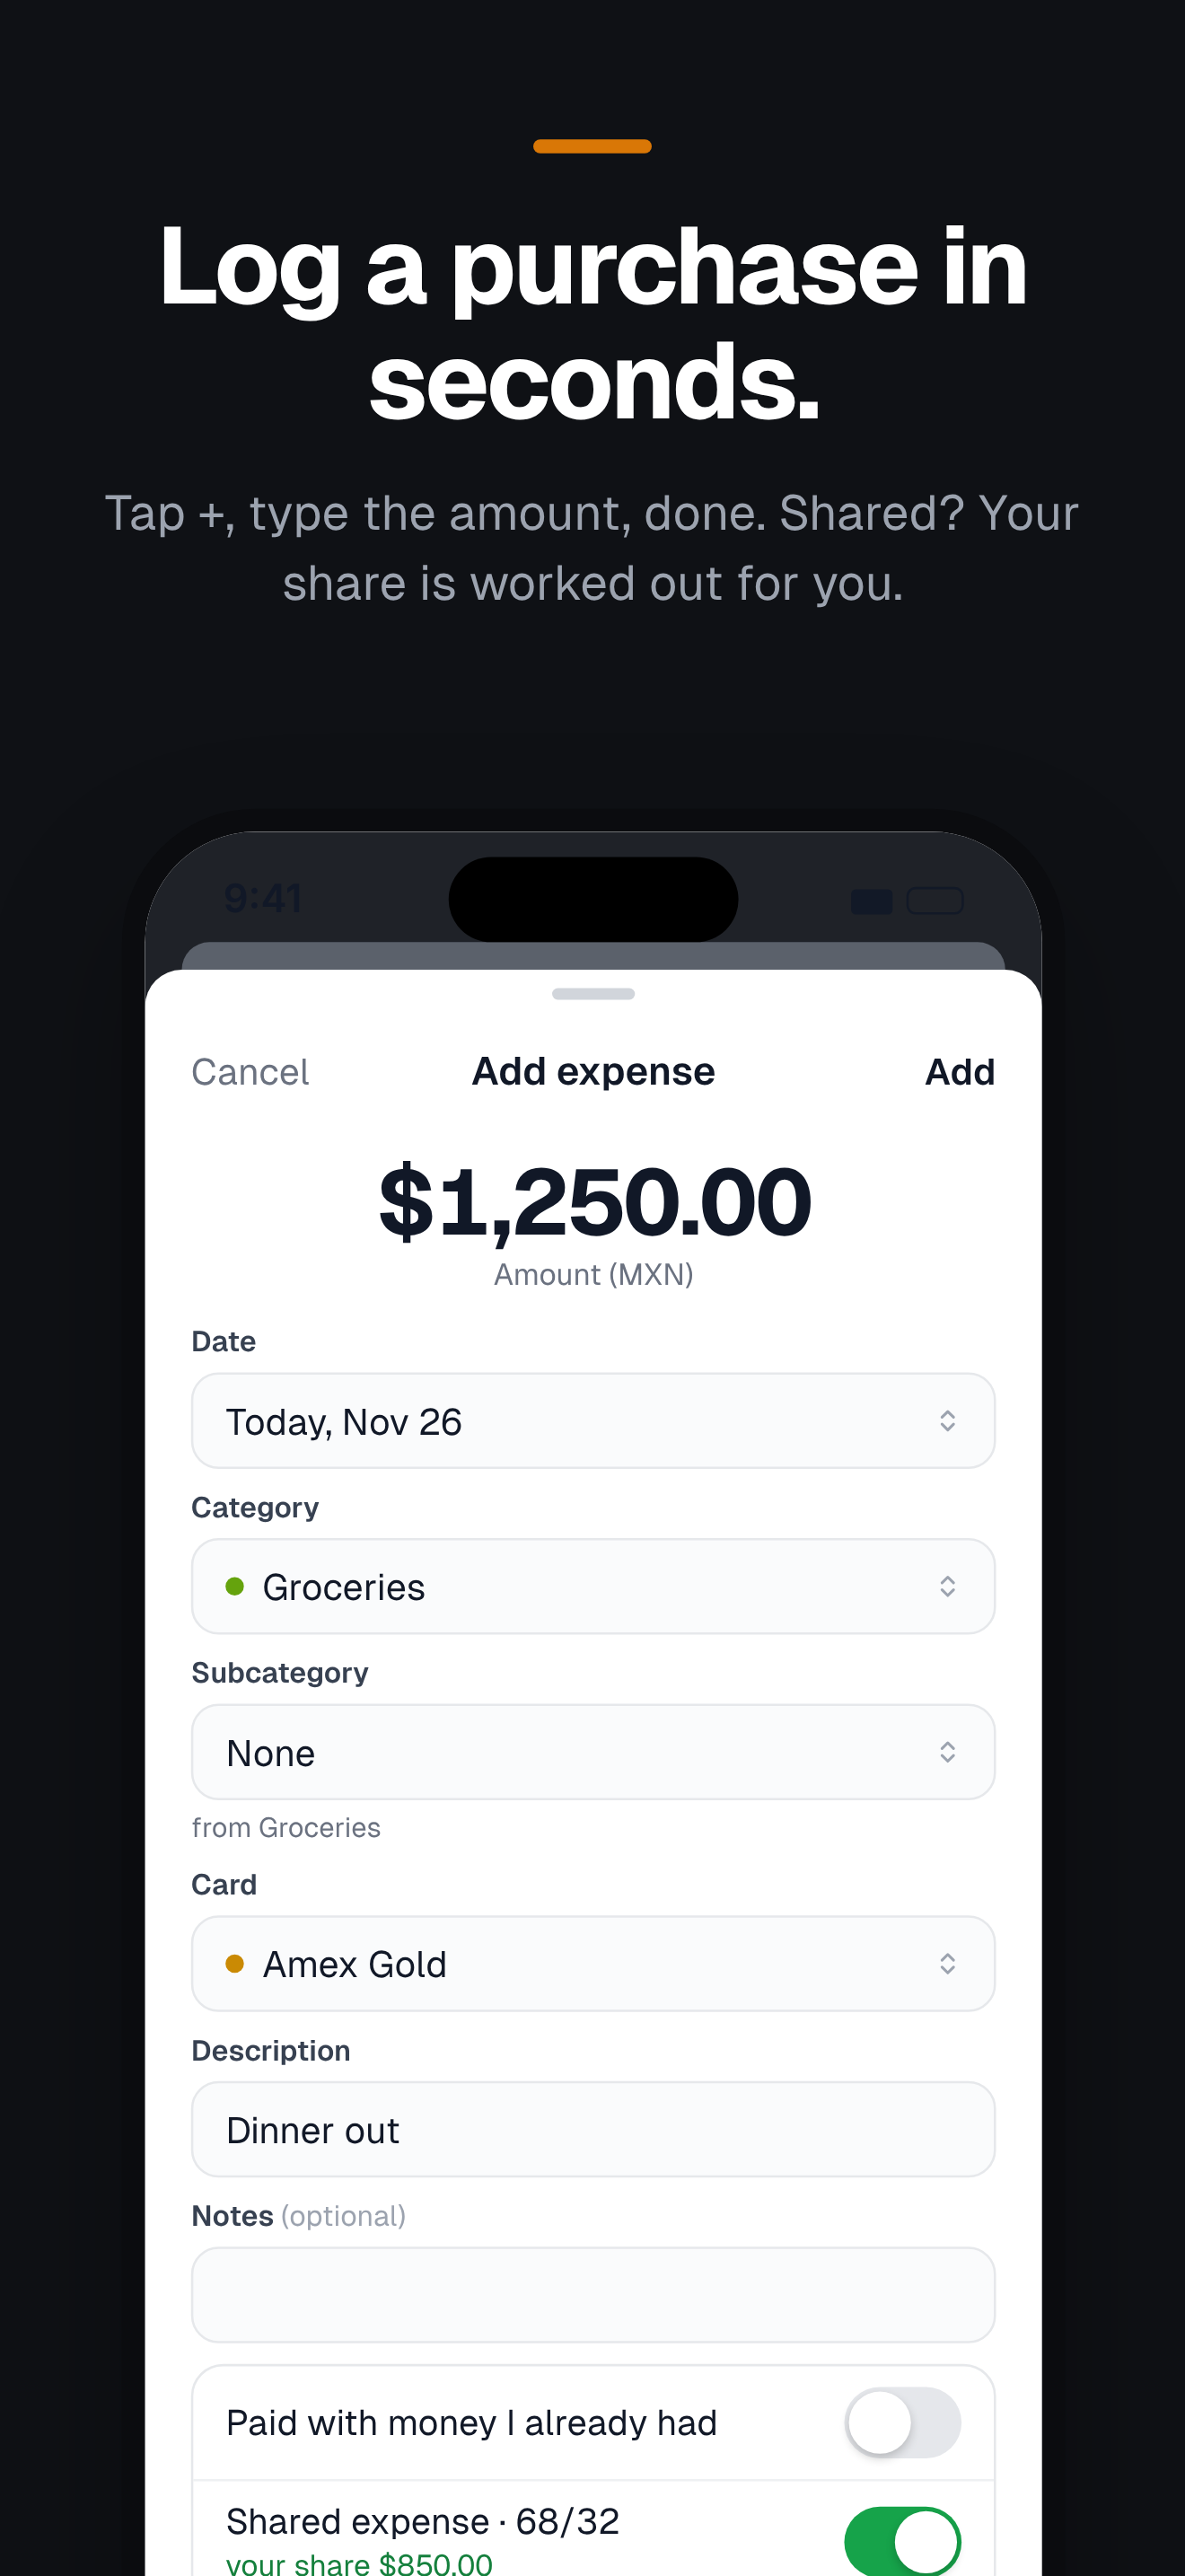 Log a purchase in
seconds.
Tap +, type the amount, done. Shared? Your
share is worked out for you.
9:41
Cancel Add expense Add
$1,250.00
Amount (MXN)
Date
Today, Nov 26
Category
Groceries
Subcategory
None
from Groceries
Card
Amex Gold
Description
Dinner out
Notes (optional)
Paid with money I already had
Shared expense · 68/32
your share $850.00